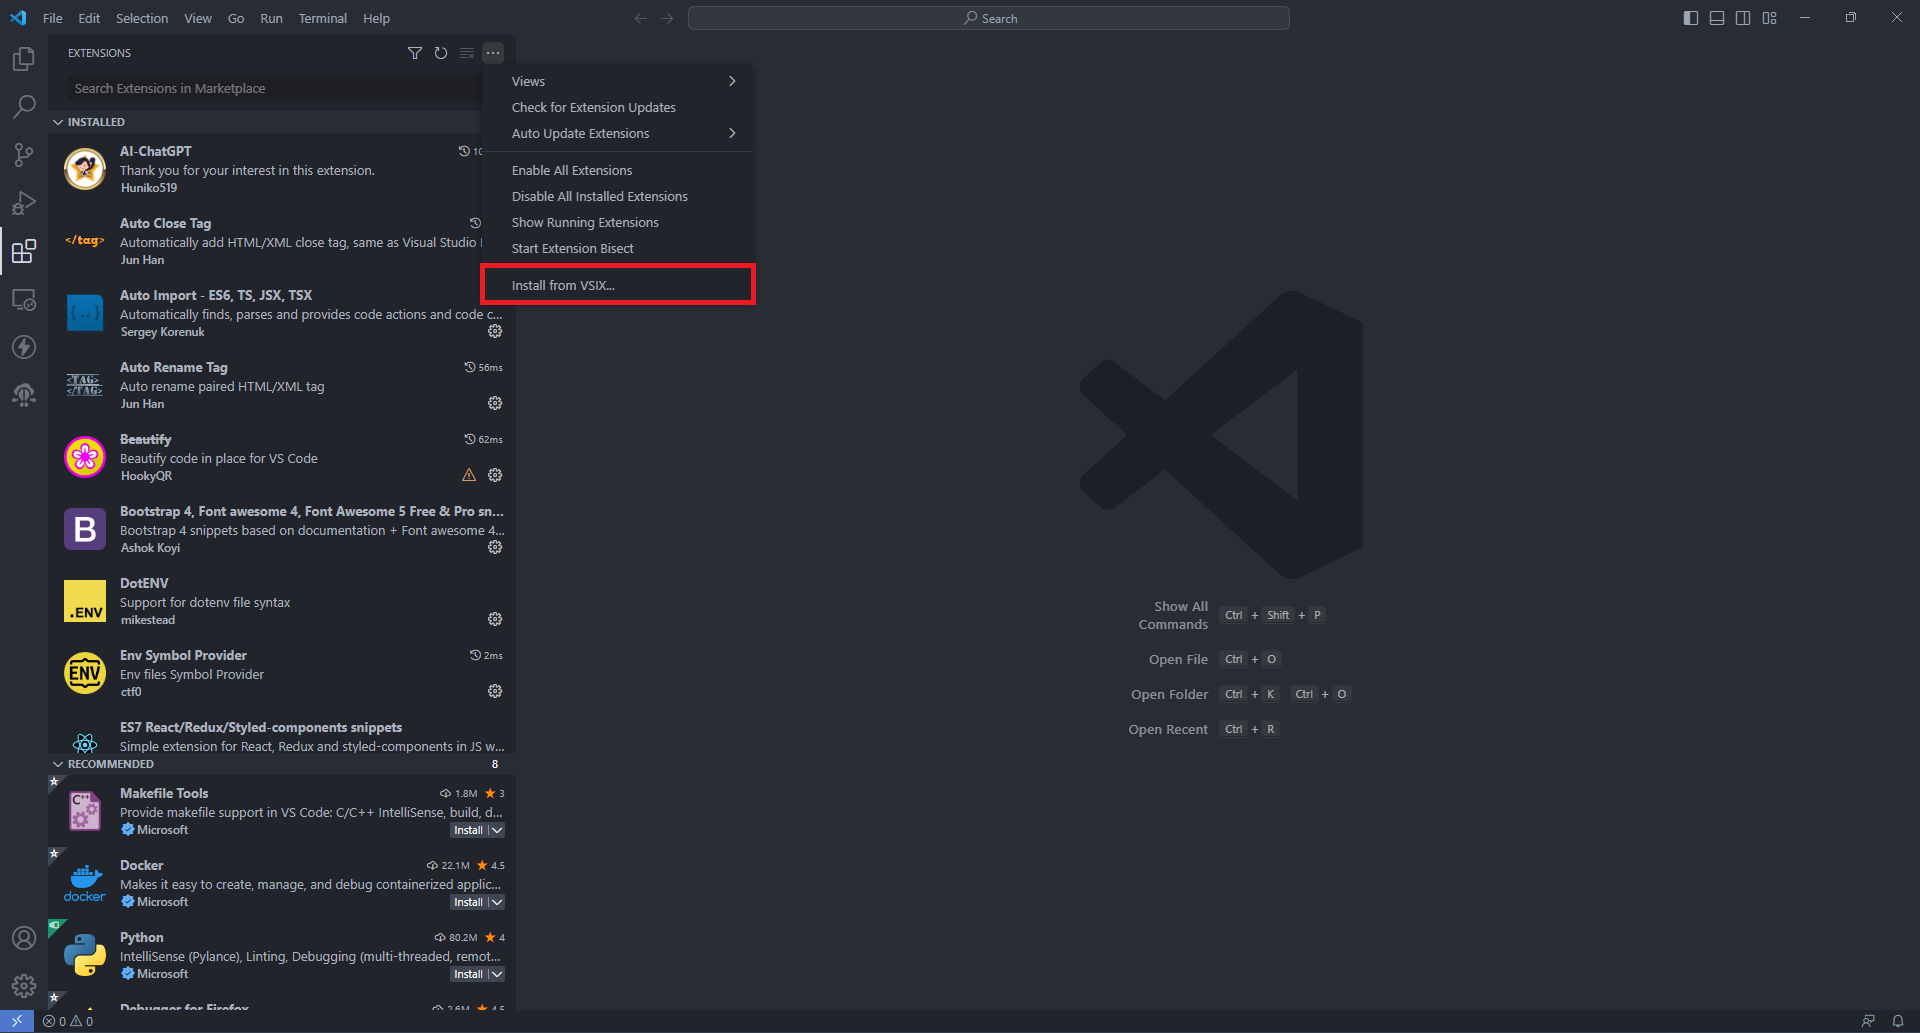 File Edit Selection View Go Run Terminal Help
Search
EXTENSIONS
Search Extensions in Marketplace
Views
Check for Extension Updates
Auto Update Extensions
Enable All Extensions
Disable All Installed Extensions
Show Running Extensions
Start Extension Bisect
Install from VSIX...
INSTALLED
AI-ChatGPT
Thank you for your interest in this extension.
Huniko519
</tag>
Auto Close Tag
Automatically add HTML/XML close tag, same as Visual Studio
Jun Han
{..}
Auto Import - ES6, TS, JSX, TSX
Automatically finds, parses and provides code actions and code c...
Sergey Korenuk
<TAG>
</TAG>
Auto Rename Tag 56ms
Auto rename paired HTML/XML tag
Jun Han
Beautify 62ms
Beautify code in place for VS Code
HookyQR
B
Bootstrap 4, Font awesome 4, Font Awesome 5 Free & Pro sn...
Bootstrap 4 snippets based on documentation + Font awesome 4...
Ashok Koyi
.ENV
DotENV
Support for dotenv file syntax
mikestead
ENV
Env Symbol Provider 2ms
Env files Symbol Provider
ctf0
ES7 React/Redux/Styled-components snippets
Simple extension for React, Redux and styled-components in JS w...
RECOMMENDED 8
C++
Makefile Tools 1.8M 3
Provide makefile support in VS Code: C/C++ IntelliSense, build, d...
Microsoft Install
docker
Docker 22.1M 4.5
Makes it easy to create, manage, and debug containerized applic...
Microsoft Install
Python 80.2M 4
IntelliSense (Pylance), Linting, Debugging (multi-threaded, remot...
Microsoft Install
Debugger for Firefox 2.6M 4.5
Show All Commands Ctrl + Shift + P
Open File Ctrl + O
Open Folder Ctrl + K Ctrl + O
Open Recent Ctrl + R
0 0